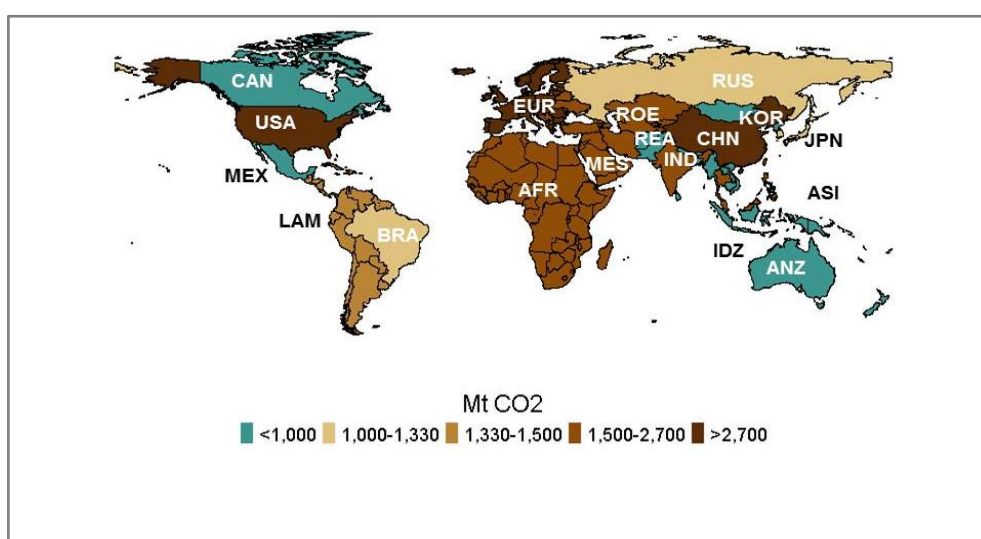 CAN
RUS
EUR
ROE
KOR
USA
CHN
JPN
REA
IND
MES
MEX
AFR
ASI
LAM
BRA
IDZ
ANZ
Mt CO2
<1,000 1,000-1,330 1,330-1,500 1,500-2,700 >2,700